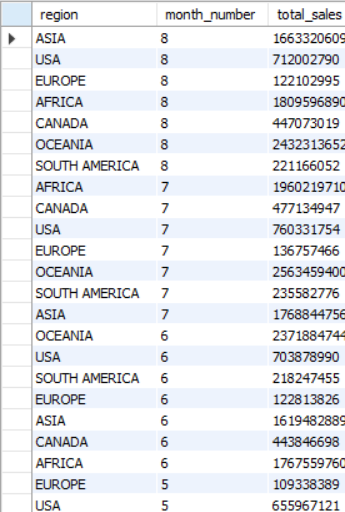 region month_number total_sales
ASIA 8 1663320609
USA 8 712002790
EUROPE 8 122102995
AFRICA 8 1809596890
CANADA 8 447073019
OCEANIA 8 2432313652
SOUTH AMERICA 8 221166052
AFRICA 7 1960219710
CANADA 7 477134947
USA 7 760331754
EUROPE 7 136757466
OCEANIA 7 2563459400
SOUTH AMERICA 7 235582776
ASIA 7 1768844756
OCEANIA 6 2371884744
USA 6 703878990
SOUTH AMERICA 6 218247455
EUROPE 6 122813826
ASIA 6 1619482889
CANADA 6 443846698
AFRICA 6 1767559760
EUROPE 5 109338389
USA 5 655967121